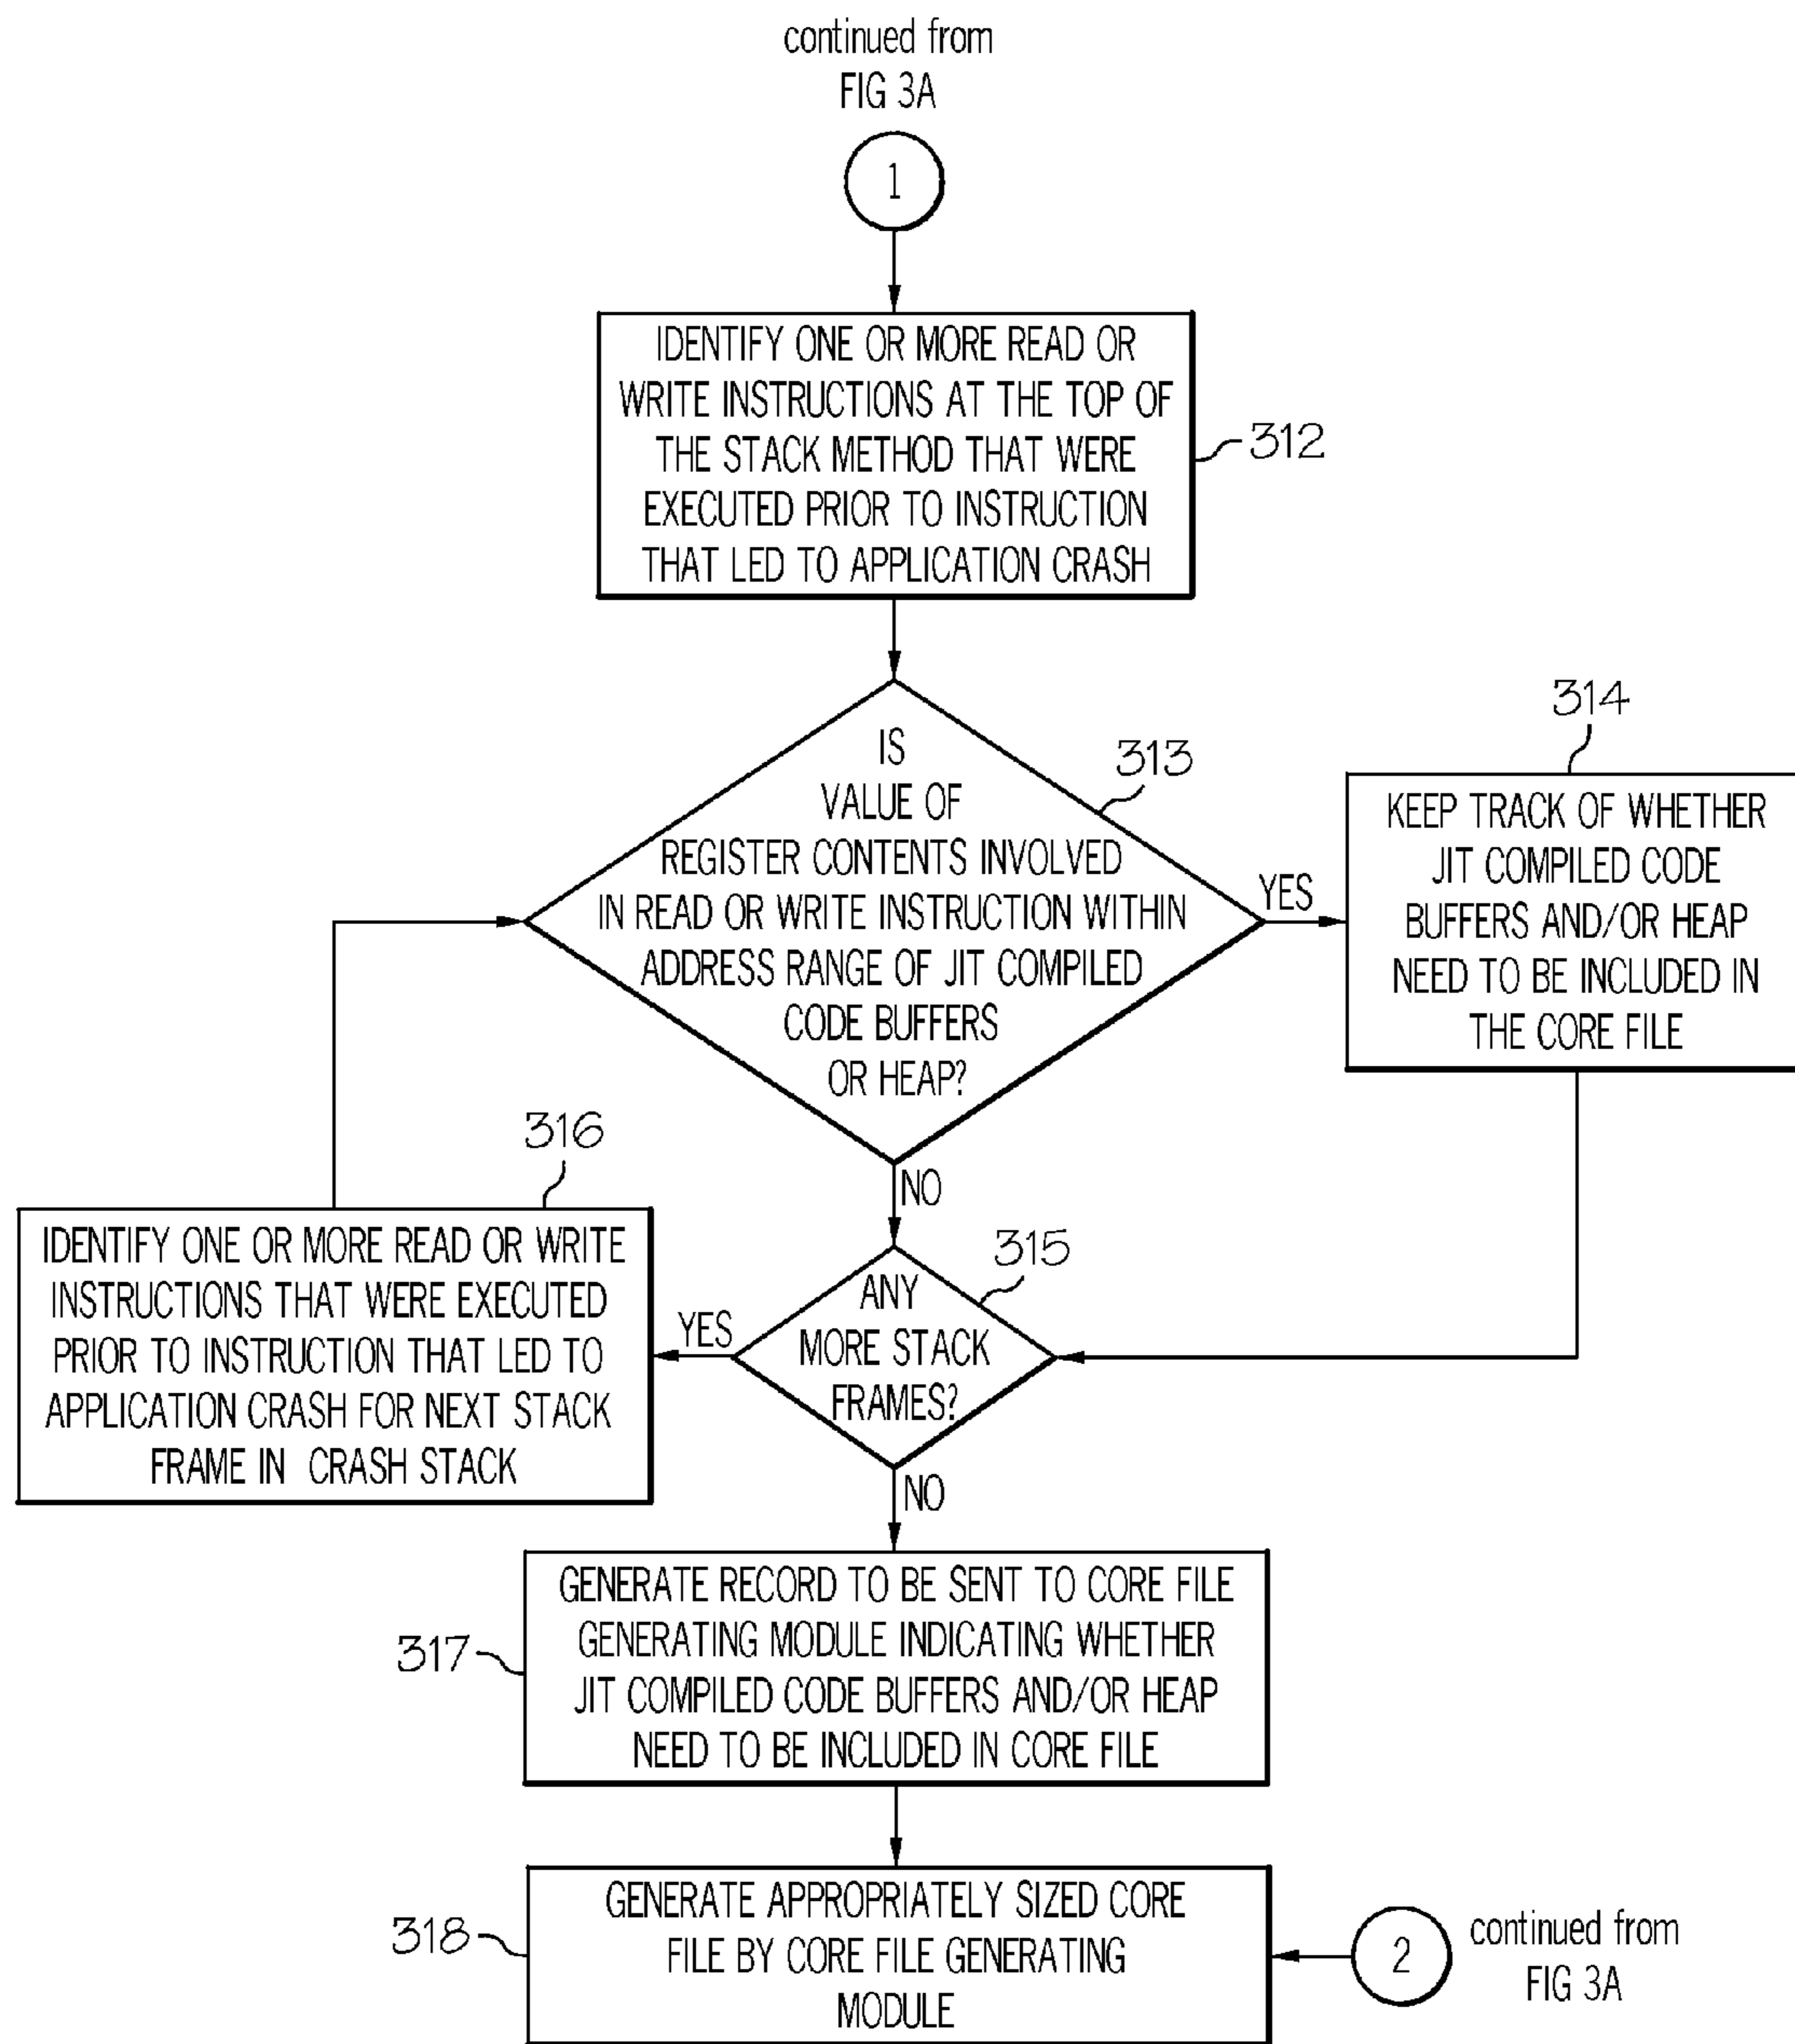 continued from
FIG 3A
1
IDENTIFY ONE OR MORE READ OR
WRITE INSTRUCTIONS AT THE TOP OF
THE STACK METHOD THAT WERE
EXECUTED PRIOR TO INSTRUCTION
THAT LED TO APPLICATION CRASH
312
IS
VALUE OF
REGISTER CONTENTS INVOLVED
IN READ OR WRITE INSTRUCTION WITHIN
ADDRESS RANGE OF JIT COMPILED
CODE BUFFERS
OR HEAP?
313
YES
314
KEEP TRACK OF WHETHER
JIT COMPILED CODE
BUFFERS AND/OR HEAP
NEED TO BE INCLUDED IN
THE CORE FILE
NO
316
IDENTIFY ONE OR MORE READ OR WRITE
INSTRUCTIONS THAT WERE EXECUTED
PRIOR TO INSTRUCTION THAT LED TO
APPLICATION CRASH FOR NEXT STACK
FRAME IN CRASH STACK
YES
ANY
MORE STACK
FRAMES?
315
NO
GENERATE RECORD TO BE SENT TO CORE FILE
GENERATING MODULE INDICATING WHETHER
JIT COMPILED CODE BUFFERS AND/OR HEAP
NEED TO BE INCLUDED IN CORE FILE
317
GENERATE APPROPRIATELY SIZED CORE
FILE BY CORE FILE GENERATING
MODULE
318
2
continued from
FIG 3A